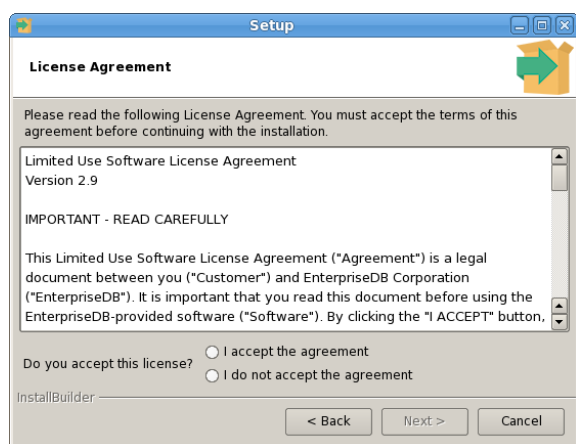 Setup
License Agreement
Please read the following License Agreement. You must accept the terms of this
agreement before continuing with the installation.
Limited Use Software License Agreement
Version 2.9
IMPORTANT - READ CAREFULLY
This Limited Use Software License Agreement ("Agreement") is a legal
document between you ("Customer") and EnterpriseDB Corporation
("EnterpriseDB"). It is important that you read this document before using the
EnterpriseDB-provided software ("Software"). By clicking the "I ACCEPT" button,
Do you accept this license?
I accept the agreement
I do not accept the agreement
InstallBuilder
< Back
Next >
Cancel